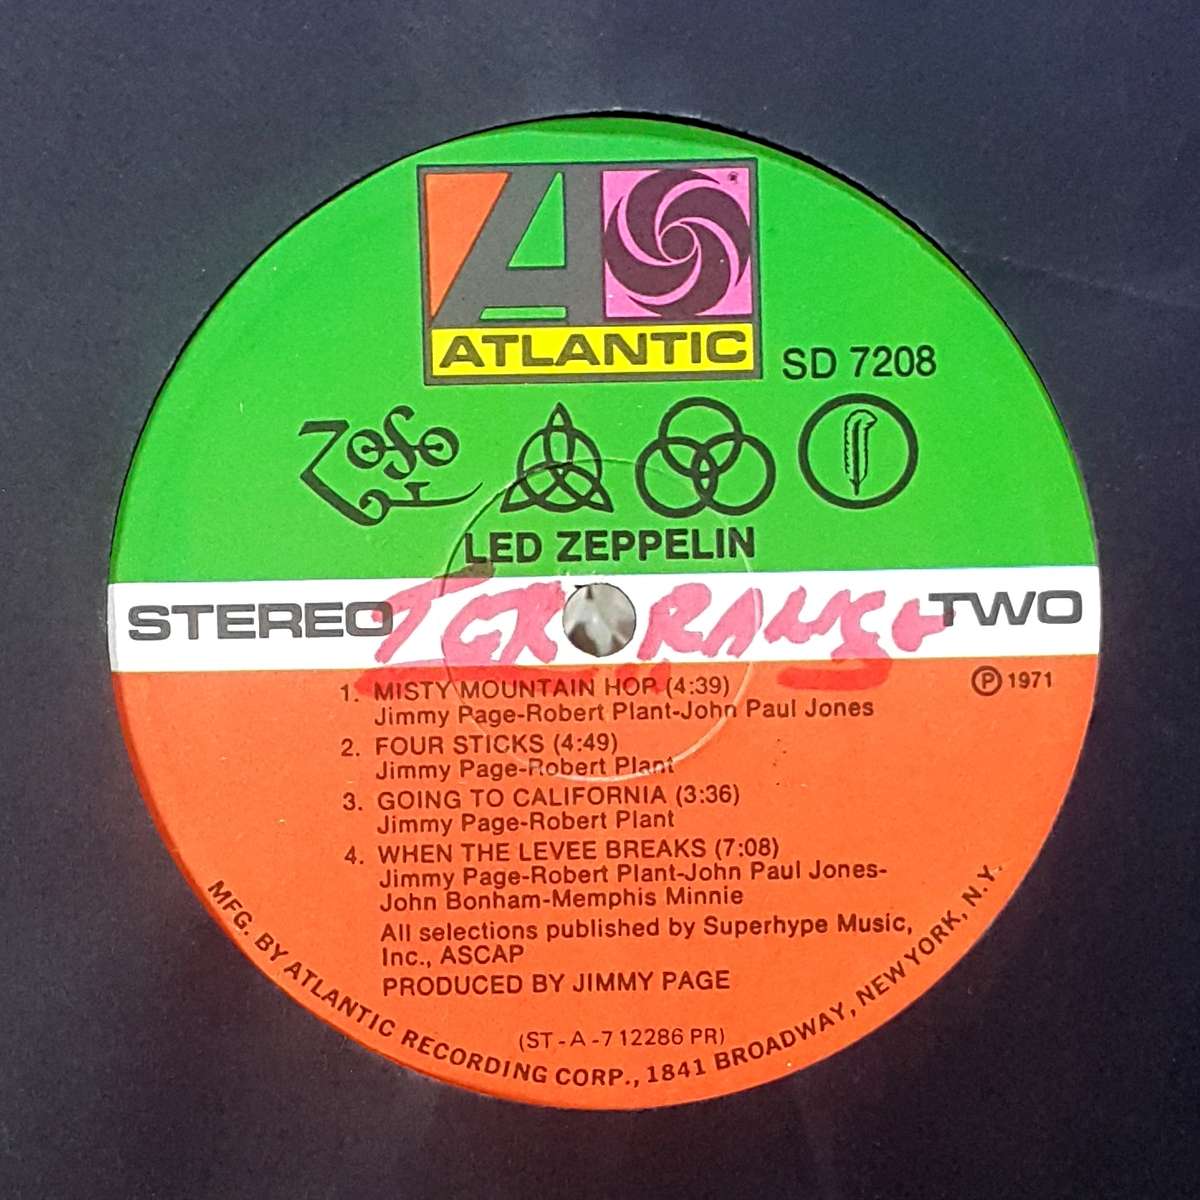 ATLANTIC
SD 7208
LED ZEPPELIN
STEREO TWO
℗ 1971
1. MISTY MOUNTAIN HOP (4:39)
Jimmy Page-Robert Plant-John Paul Jones
2. FOUR STICKS (4:49)
Jimmy Page-Robert Plant
3. GOING TO CALIFORNIA (3:36)
Jimmy Page-Robert Plant
4. WHEN THE LEVEE BREAKS (7:08)
Jimmy Page-Robert Plant-John Paul Jones-
John Bonham-Memphis Minnie
All selections published by Superhype Music,
Inc., ASCAP
PRODUCED BY JIMMY PAGE
(ST-A-712286 PR)
MFG. BY ATLANTIC RECORDING CORP., 1841 BROADWAY, NEW YORK, N.Y.